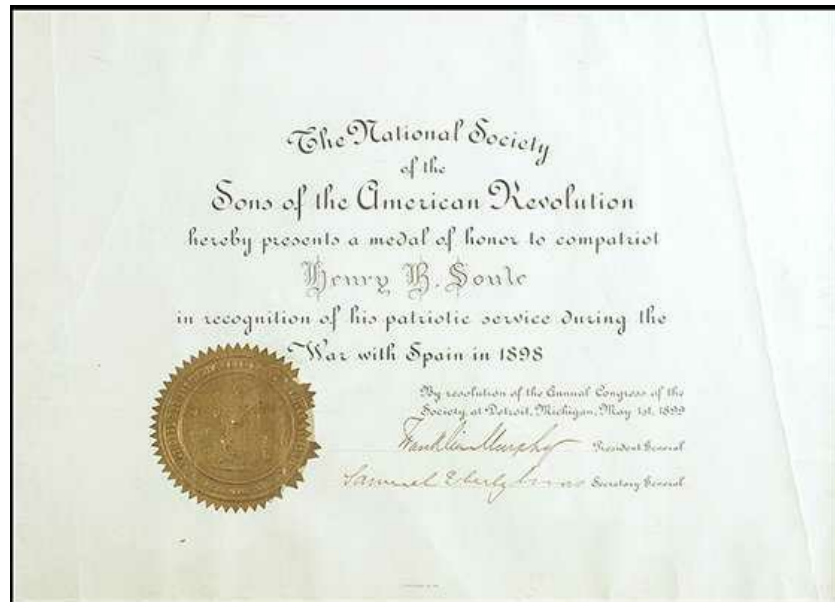 The National Society
of the
Sons of the American Revolution
hereby presents a medal of honor to compatriot
Henry B. Soule
in recognition of his patriotic service during the
War with Spain in 1898
By resolution of the Annual Congress of the
Society, at Detroit, Michigan, May 1st, 1899
Franklin Murphy President General
Samuel Secretary General